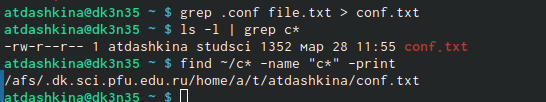 atdashkina@dk3n35 ~ $ grep .conf file.txt > conf.txt
atdashkina@dk3n35 ~ $ ls -l | grep c*
-rw-r--r-- 1 atdashkina studsci 1352 мар 28 11:55 conf.txt
atdashkina@dk3n35 ~ $ find ~/c* -name "c*" -print
/afs/.dk.sci.pfu.edu.ru/home/a/t/atdashkina/conf.txt
atdashkina@dk3n35 ~ $